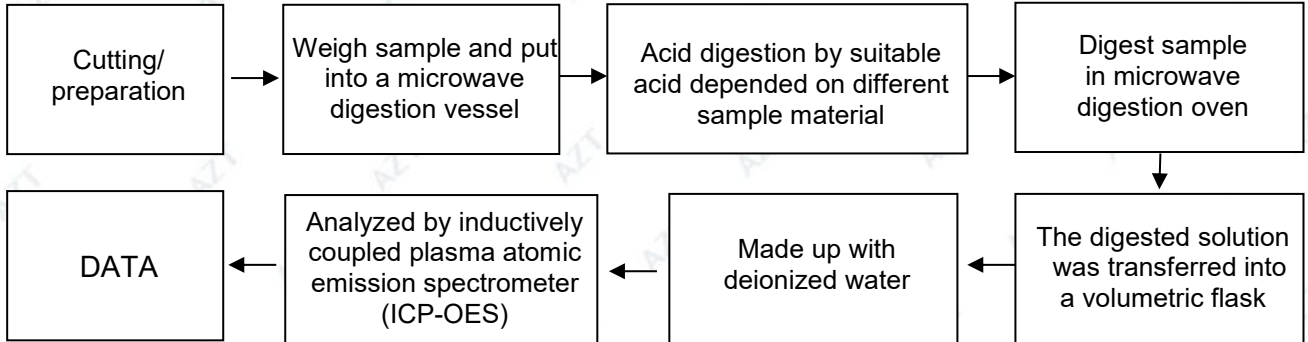 Cutting/
preparation
Weigh sample and put
into a microwave
digestion vessel
Acid digestion by suitable
acid depended on different
sample material
Digest sample
in microwave
digestion oven
The digested solution
was transferred into
a volumetric flask
Made up with
deionized water
Analyzed by inductively
coupled plasma atomic
emission spectrometer
(ICP-OES)
DATA
AZT